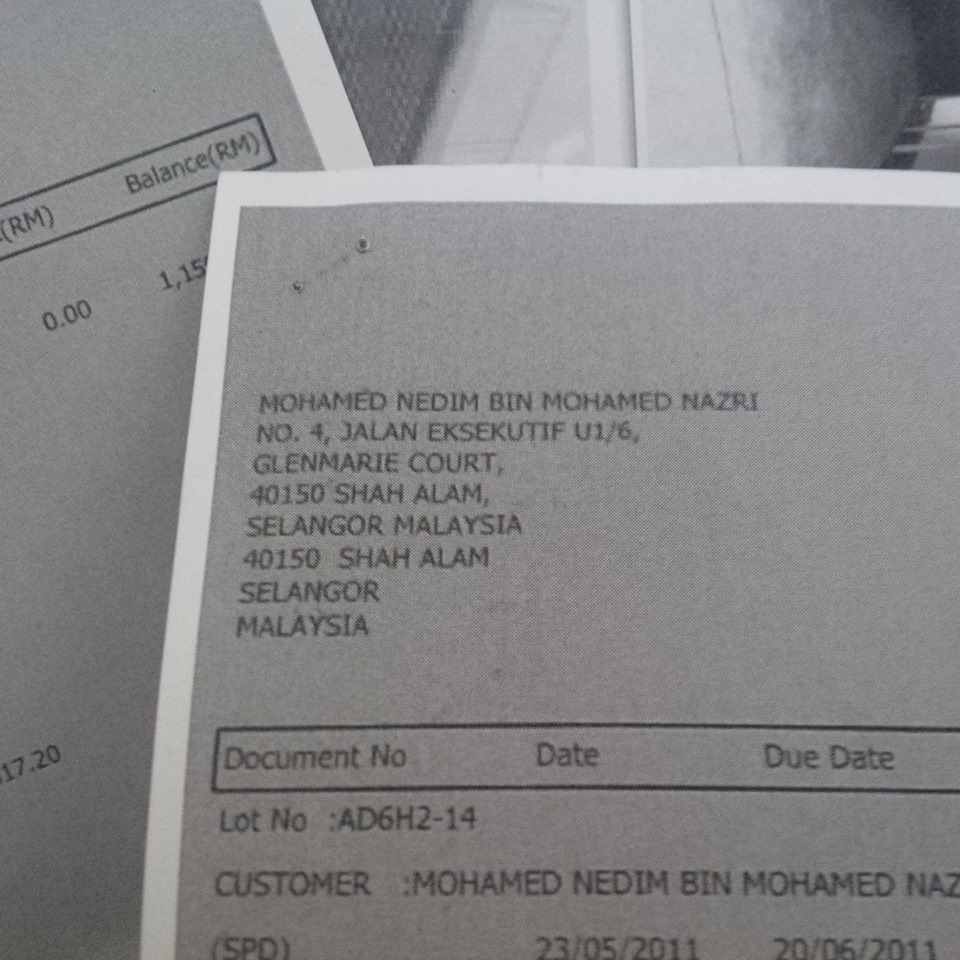 (RM) Balance(RM)
0.00
17.20
MOHAMED NEDIM BIN MOHAMED NAZRI
NO. 4, JALAN EKSEKUTIF U1/6,
GLENMARIE COURT,
40150 SHAH ALAM,
SELANGOR MALAYSIA
40150 SHAH ALAM
SELANGOR
MALAYSIA
Document No Date Due Date
Lot No :AD6H2-14
CUSTOMER :MOHAMED NEDIM BIN MOHAMED NAZ
(SPD) 23/05/2011 20/06/2011